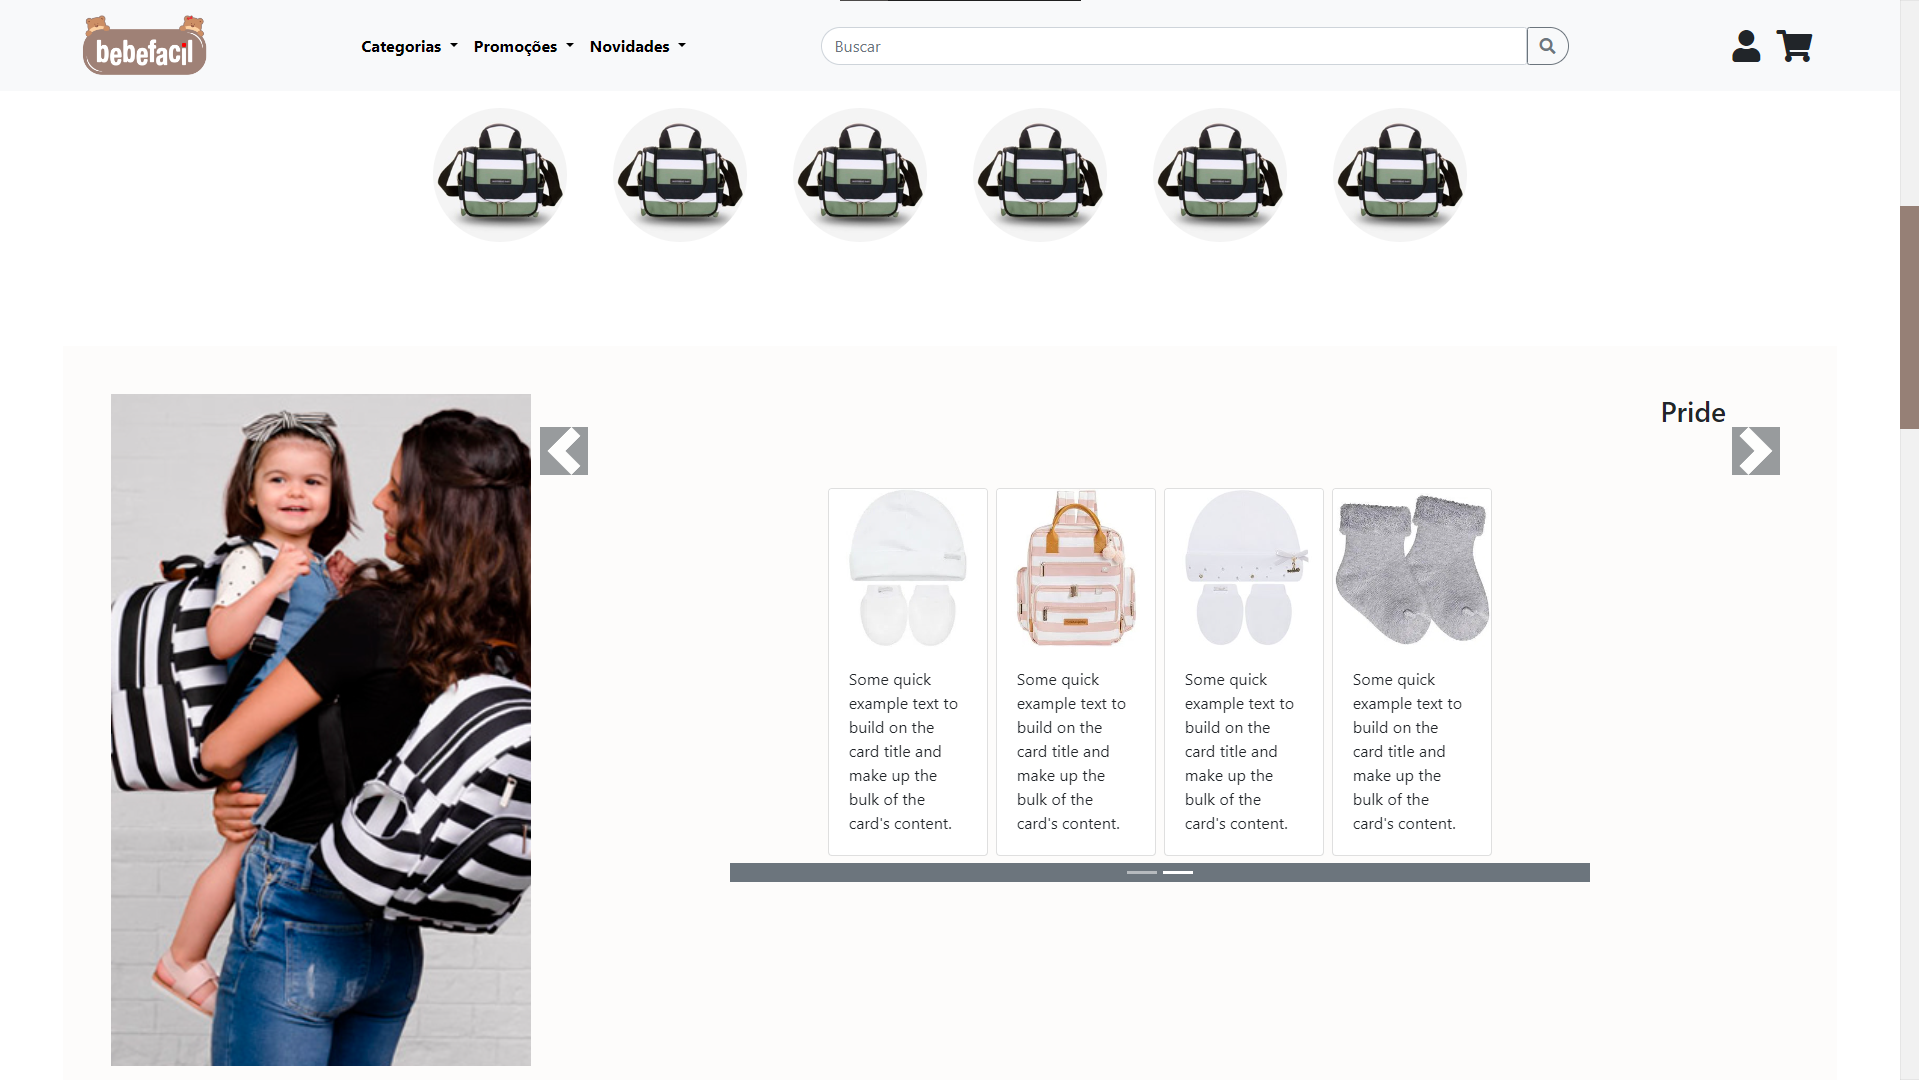 bebefacil
Categorias
Promoções
Novidades
Buscar
Pride
Some quick
example text to
build on the
card title and
make up the
bulk of the
card's content.
Some quick
example text to
build on the
card title and
make up the
bulk of the
card's content.
Some quick
example text to
build on the
card title and
make up the
bulk of the
card's content.
Some quick
example text to
build on the
card title and
make up the
bulk of the
card's content.